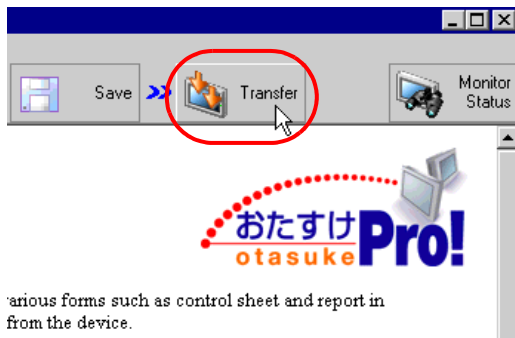 Save
Transfer
Monitor
Status
おたすけPro!
otasuke
arious forms such as control sheet and report in
from the device.